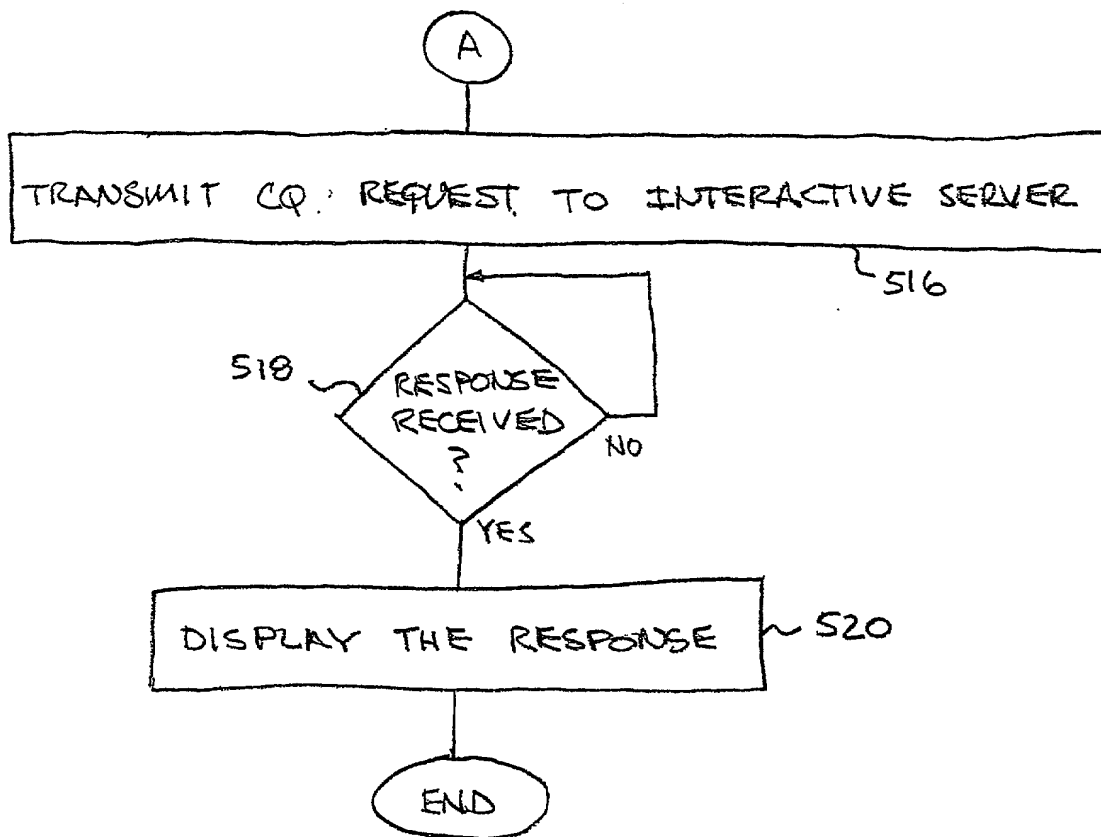 A
TRANSMIT CQ. REQUEST TO INTERACTIVE SERVER
516
518
RESPONSE
RECEIVED
?
NO
YES
DISPLAY THE RESPONSE
520
END